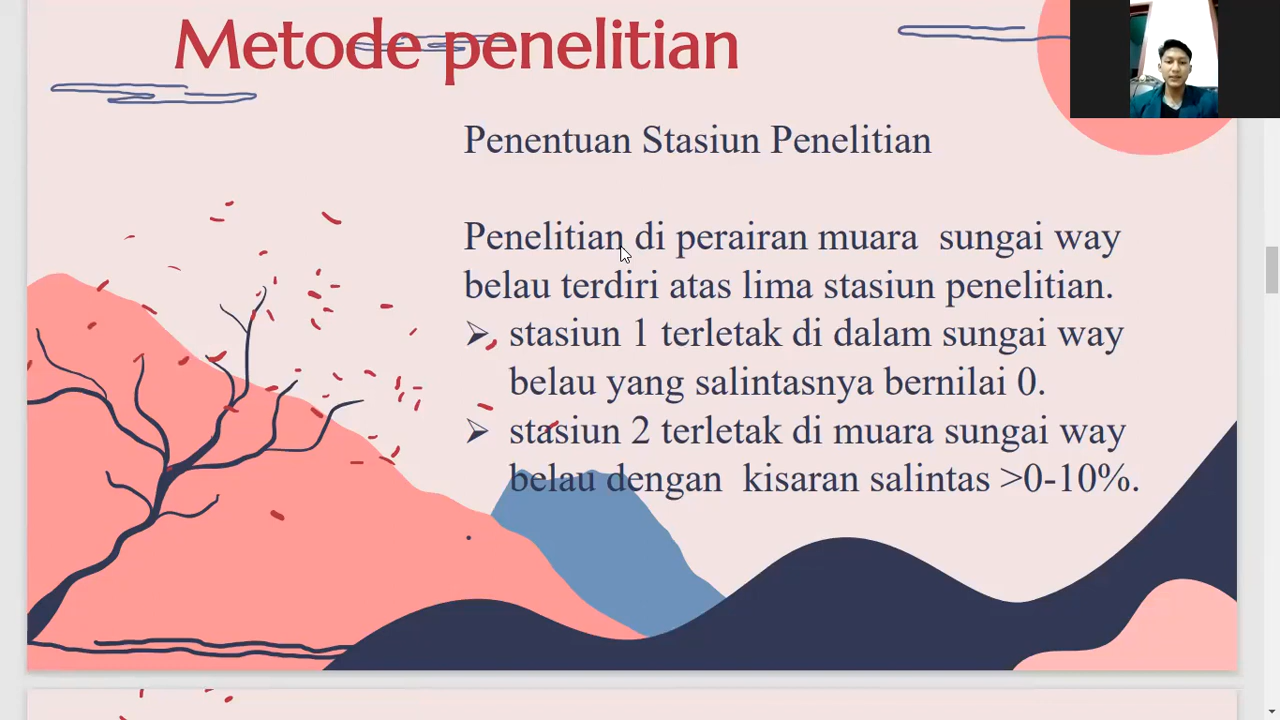 Metode penelitian
Penentuan Stasiun Penelitian
Penelitian di perairan muara sungai way
belau terdiri atas lima stasiun penelitian.
➢ stasiun 1 terletak di dalam sungai way
belau yang salintasnya bernilai 0.
➢ stasiun 2 terletak di muara sungai way
belau dengan kisaran salintas >0-10%.